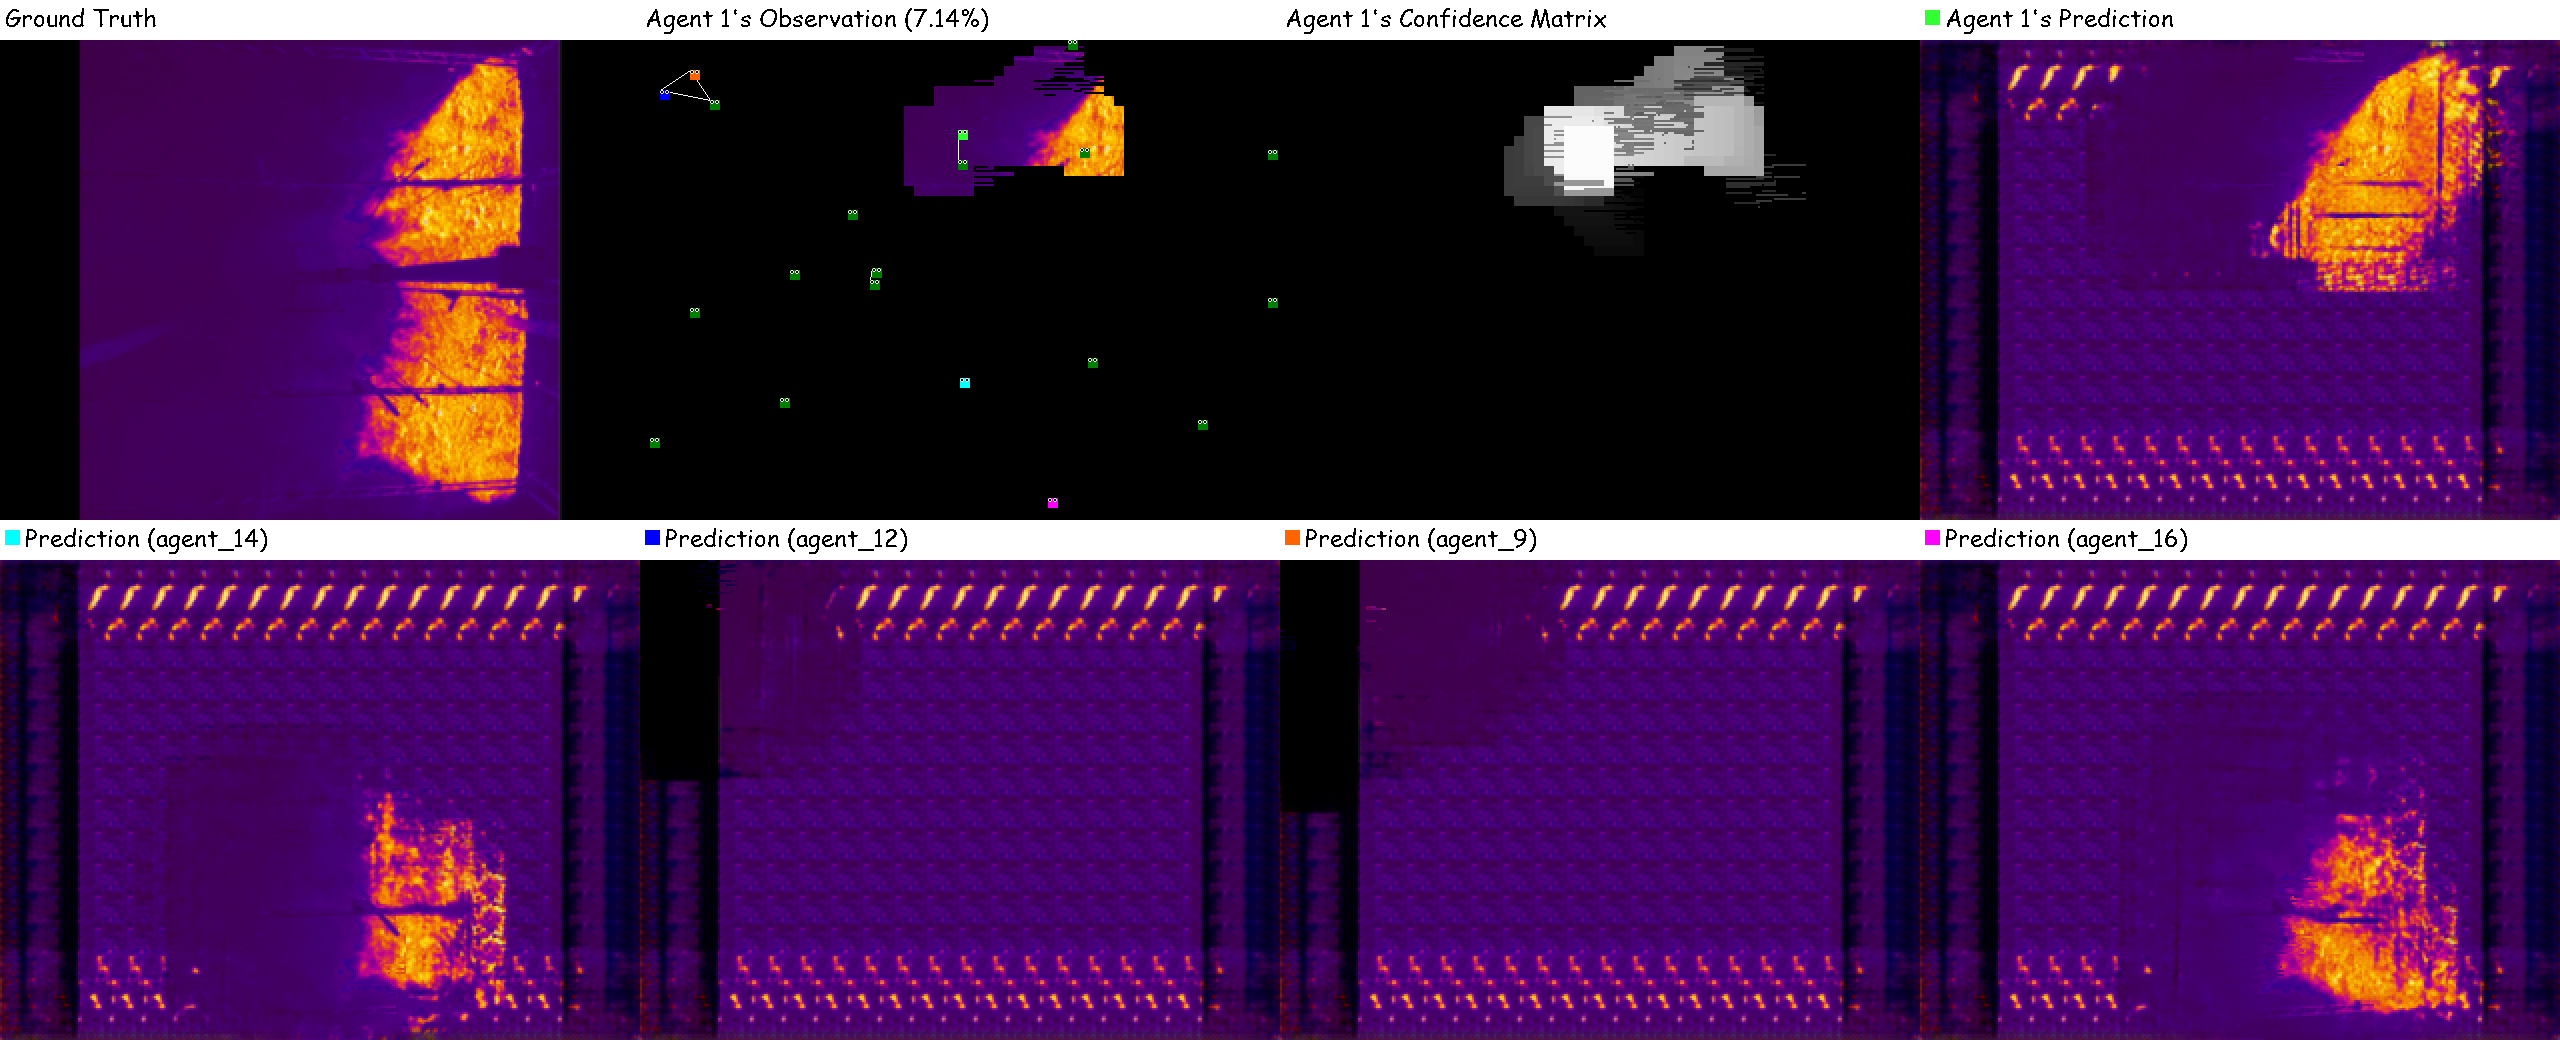 Ground Truth
Agent 1's Observation (7.14%)
Agent 1's Confidence Matrix
Agent 1's Prediction
Prediction (agent_14)
Prediction (agent_12)
Prediction (agent_9)
Prediction (agent_16)